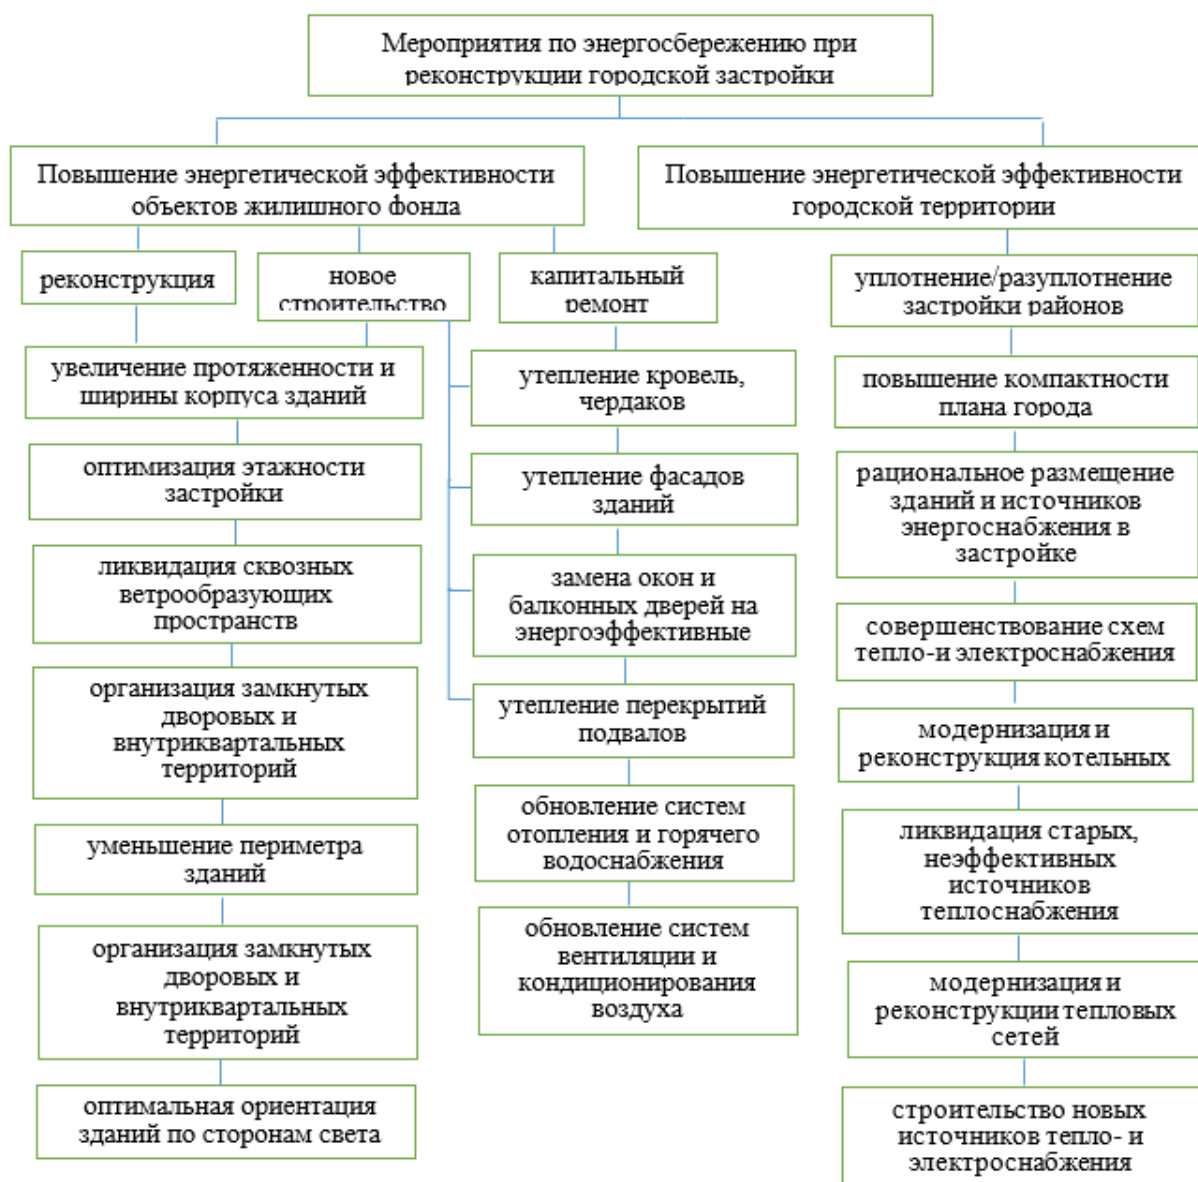 Мероприятия по энергосбережению при
реконструкции городской застройки
Повышение энергетической эффективности
объектов жилишного фонда
Повышение энергетической эффективности
городской территории
реконструкция
новое
строительство
капитальный
ремонт
увеличение протяженности и
ширины корпуса зданий
оптимизация этажности
застройки
ликвидация сквозных
ветрообразующих
пространств
организация замкнутых
дворовых и
внутриквартальных
территорий
уменьшение периметра
зданий
организация замкнутых
дворовых и
внутриквартальных
территорий
оптимальная ориентация
зданий по сторонам света
утепление кровель,
чердаков
утепление фасадов
зданий
замена окон и
балконных дверей на
энергоэффективные
утепление перекрытий
подвалов
обновление систем
отопления и горячего
водоснабжения
обновление систем
вентиляции и
кондиционирования
воздуха
уплотнение/разуплотнение
застройки районов
повышение компактности
плана города
рациональное размещение
зданий и источников
энергоснабжения в
застройке
совершенствование схем
тепло-и электроснабжения
модернизация и
реконструкция котельных
ликвидация старых,
неэффективных
источников
теплоснабжения
модернизация и
реконструкции тепловых
сетей
строительство новых
источников тепло- и
электроснабжения